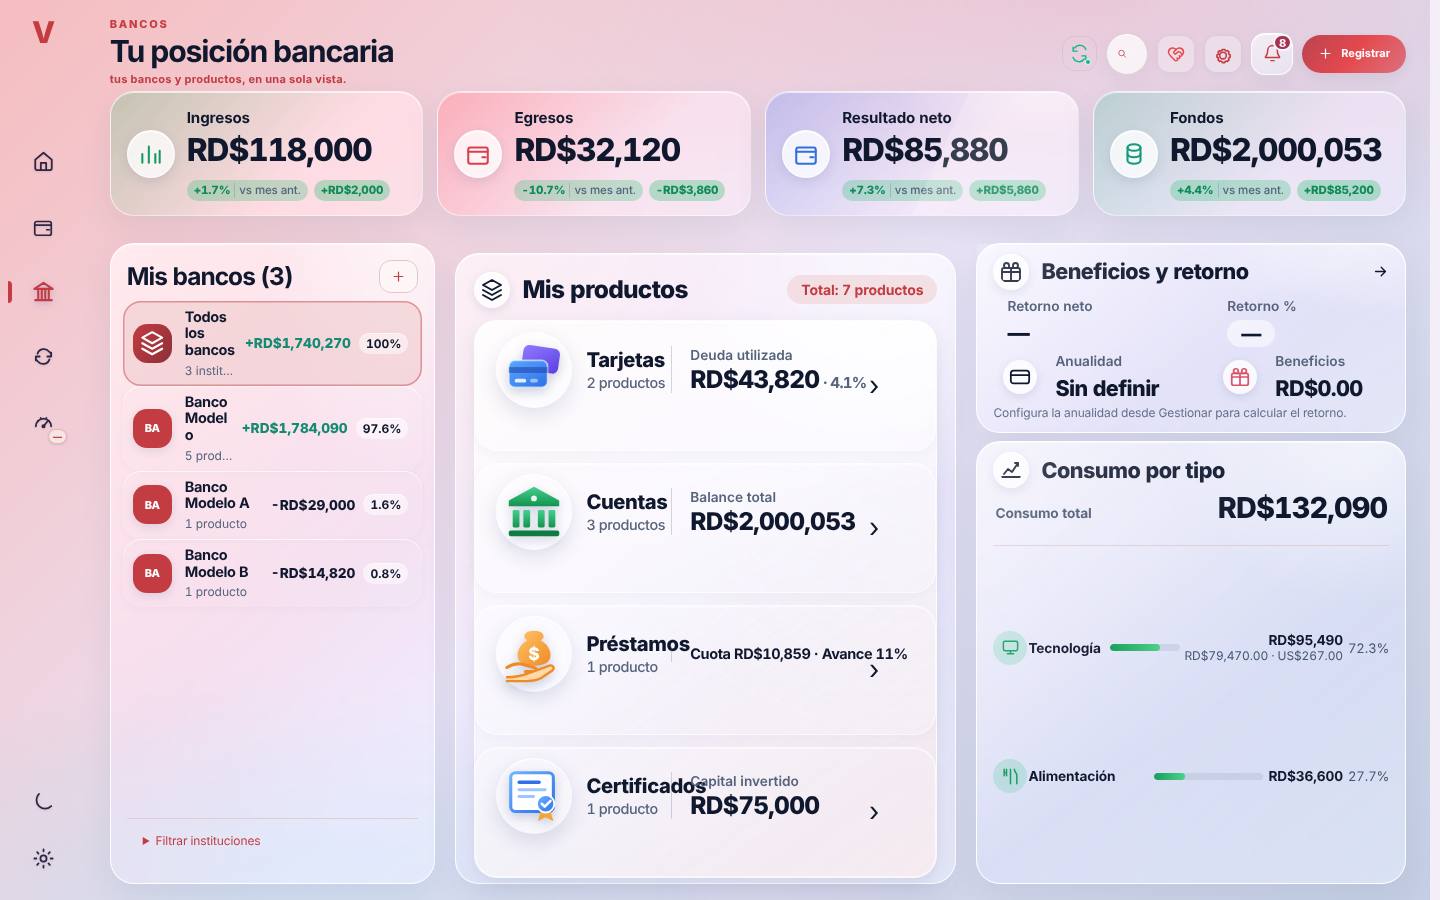 V
BANCOS
Tu posición bancaria
tus bancos y productos, en una sola vista.
8
Registrar
Ingresos
RD$118,000
+1.7% vs mes ant. +RD$2,000
Egresos
RD$32,120
-10.7% vs mes ant. -RD$3,860
Resultado neto
RD$85,880
+7.3% vs mes ant. +RD$5,860
Fondos
RD$2,000,053
+4.4% vs mes ant. +RD$85,200
Mis bancos (3)
+
Todos
los
bancos
3 instit...
+RD$1,740,270 100%
BA
Banco
Model
o
5 prod...
+RD$1,784,090 97.6%
BA
Banco
Modelo A
1 producto
-RD$29,000 1.6%
BA
Banco
Modelo B
1 producto
-RD$14,820 0.8%
Filtrar instituciones
Mis productos
Total: 7 productos
Tarjetas
2 productos
Deuda utilizada
RD$43,820 · 4.1%
Cuentas
3 productos
Balance total
RD$2,000,053
$
Préstamos
1 producto
Cuota RD$10,859 · Avance 11%
Certificados
1 producto
Capital invertido
RD$75,000
Beneficios y retorno
Retorno neto
—
Retorno %
—
Anualidad
Sin definir
Beneficios
RD$0.00
Configura la anualidad desde Gestionar para calcular el retorno.
Consumo por tipo
Consumo total RD$132,090
Tecnología
RD$95,490
RD$79,470.00 · US$267.00
72.3%
Alimentación RD$36,600 27.7%